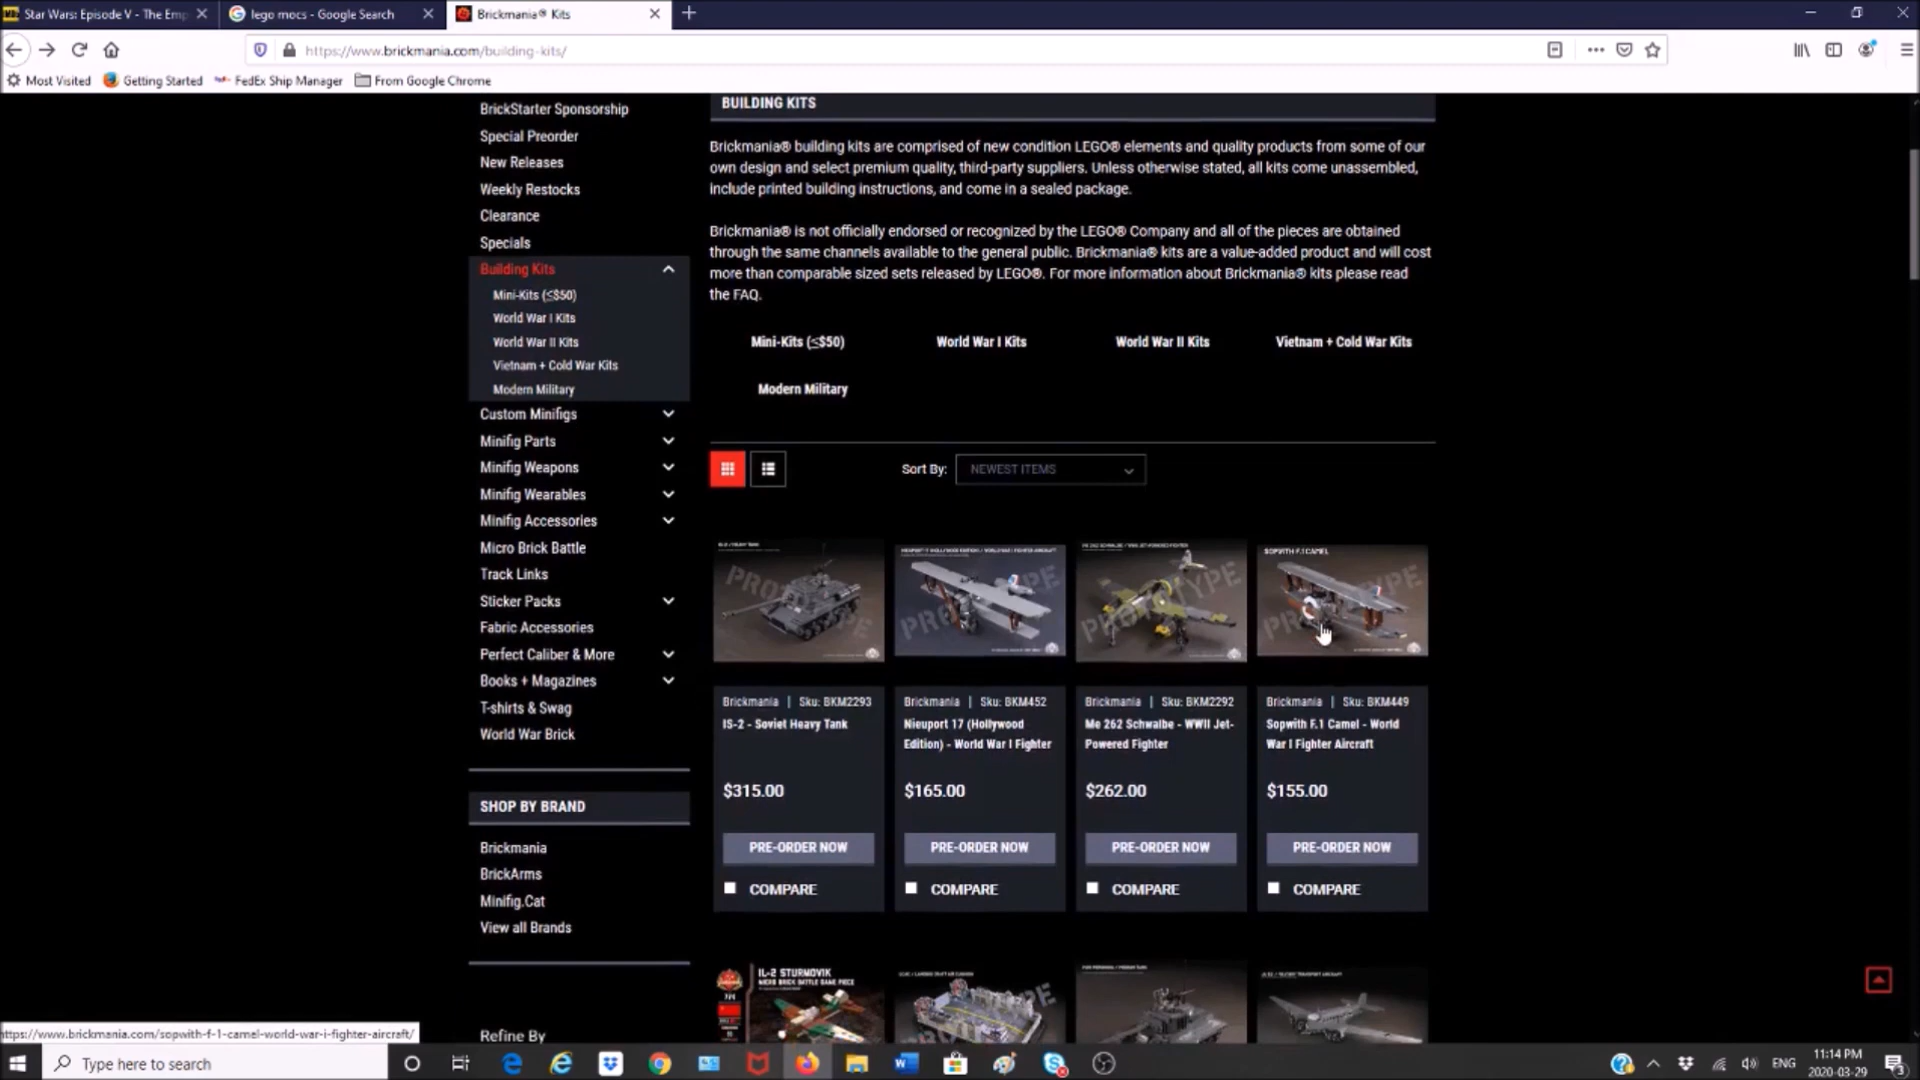 Star Wars: Episode V - The Emp
lego mocs - Google Search
Brickmania® Kits
https://www.brickmania.com/building-kits/
Most Visited
Getting Started
FedEx Ship Manager
From Google Chrome
BrickStarter Sponsorship
Special Preorder
New Releases
Weekly Restocks
Clearance
Specials
Building Kits
Mini-Kits (≤$50)
World War I Kits
World War II Kits
Vietnam + Cold War Kits
Modern Military
Custom Minifigs
Minifig Parts
Minifig Weapons
Minifig Wearables
Minifig Accessories
Micro Brick Battle
Track Links
Sticker Packs
Fabric Accessories
Perfect Caliber & More
Books + Magazines
T-shirts & Swag
World War Brick
SHOP BY BRAND
Brickmania
BrickArms
Minifig.Cat
View all Brands
Refine By
BUILDING KITS
Brickmania® building kits are comprised of new condition LEGO® elements and quality products from some of our
own design and select premium quality, third-party suppliers. Unless otherwise stated, all kits come unassembled,
include printed building instructions, and come in a sealed package.
Brickmania® is not officially endorsed or recognized by the LEGO® Company and all of the pieces are obtained
through the same channels available to the general public. Brickmania® kits are a value-added product and will cost
more than comparable sized sets released by LEGO®. For more information about Brickmania® kits please read
the FAQ.
Mini-Kits (≤$50) World War I Kits World War II Kits Vietnam + Cold War Kits
Modern Military
Sort By: NEWEST ITEMS
PROTOTYPE
PROTOTYPE
PROTOTYPE
SOPWITH F.1 CAMEL
PROTOTYPE
Brickmania | Sku: BKM2293
IS-2 - Soviet Heavy Tank
$315.00
PRE-ORDER NOW
COMPARE
Brickmania | Sku: BKM452
Nieuport 17 (Hollywood
Edition) - World War I Fighter
$165.00
PRE-ORDER NOW
COMPARE
Brickmania | Sku: BKM2292
Me 262 Schwalbe - WWII Jet-
Powered Fighter
$262.00
PRE-ORDER NOW
COMPARE
Brickmania | Sku: BKM449
Sopwith F.1 Camel - World
War I Fighter Aircraft
$155.00
PRE-ORDER NOW
COMPARE
IL-2 STURMOVIK
MICRO BRICK BATTLE GAME PIECE
https://www.brickmania.com/sopwith-f-1-camel-world-war-i-fighter-aircraft/
Type here to search
ENG
11:14 PM
2020-03-29